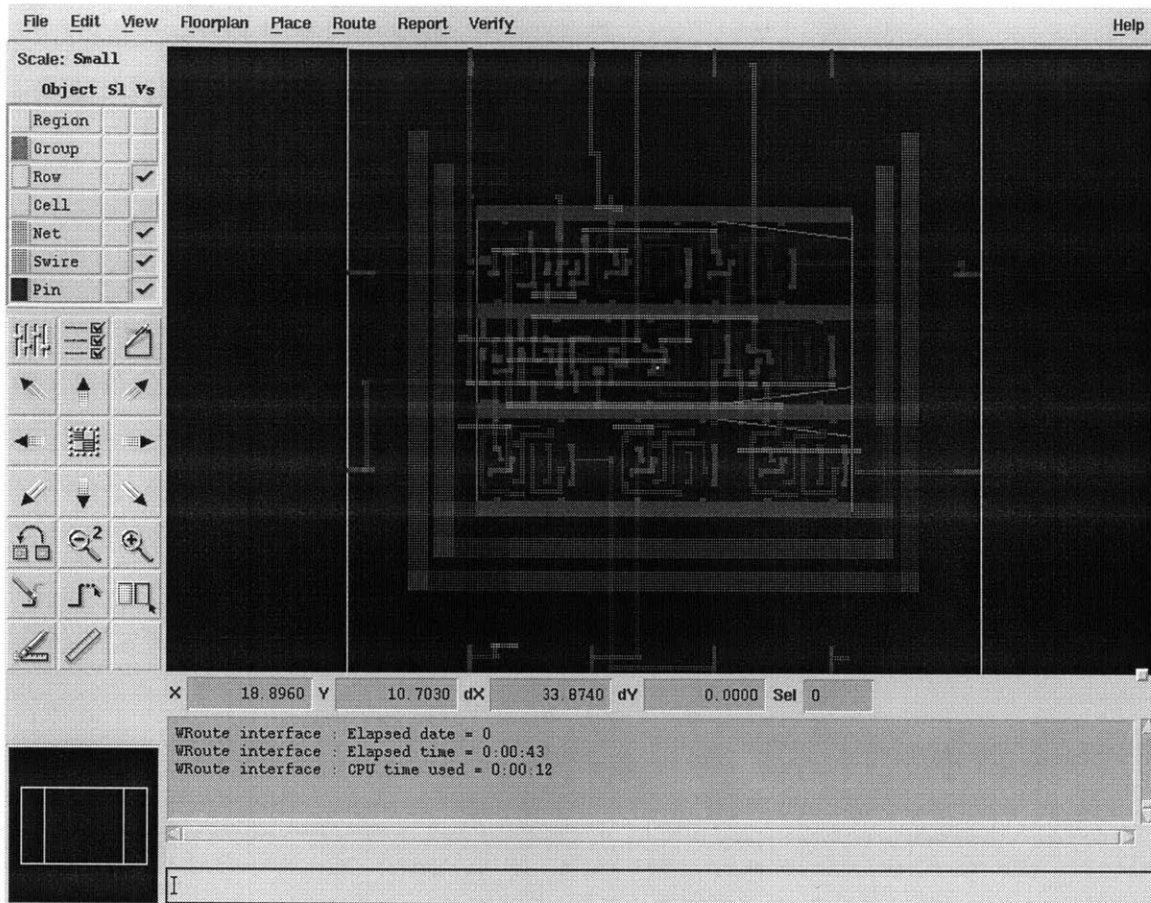 File Edit View Floorplan Place Route Report Verify Help
Scale: Small
Object Sl Vs
Region
Group
Row
Cell
Net
Swire
Pin
2
X 18.8960 Y 10.7030 dX 33.8740 dY 0.0000 Sel 0
WRoute interface : Elapsed date = 0
WRoute interface : Elapsed time = 0:00:43
WRoute interface : CPU time used = 0:00:12